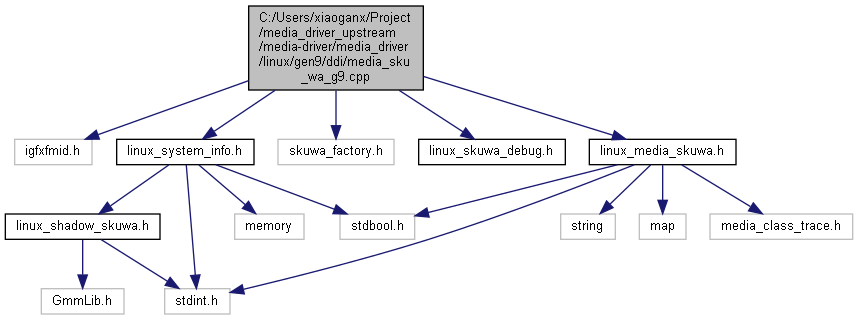 C:/Users/xiaoganx/Project
/media_driver_upstream
/media-driver/media_driver
/linux/gen9/ddi/media_sku
_wa_g9.cpp
igfxfmid.h
linux_system_info.h
skuwa_factory.h
linux_skuwa_debug.h
linux_media_skuwa.h
linux_shadow_skuwa.h
memory
stdbool.h
string
map
media_class_trace.h
GmmLib.h
stdint.h